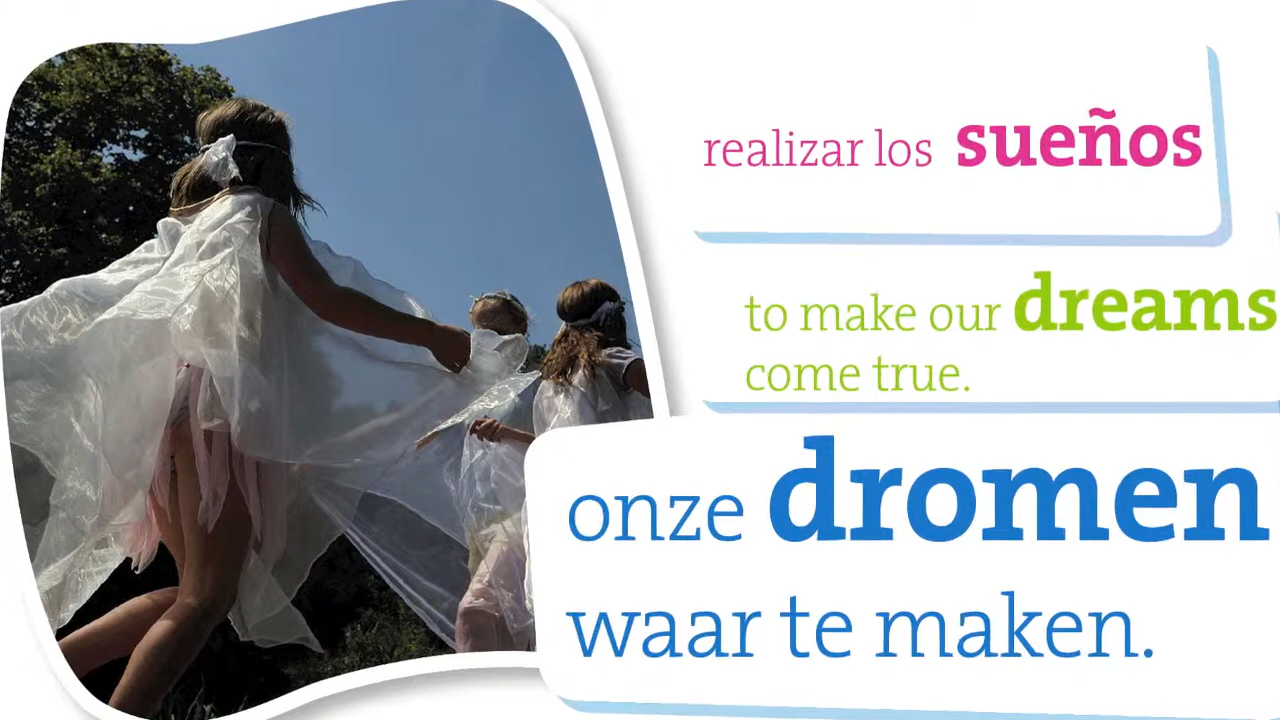 realizar los sueños
to make our dreams
come true.
onze dromen
waar te maken.